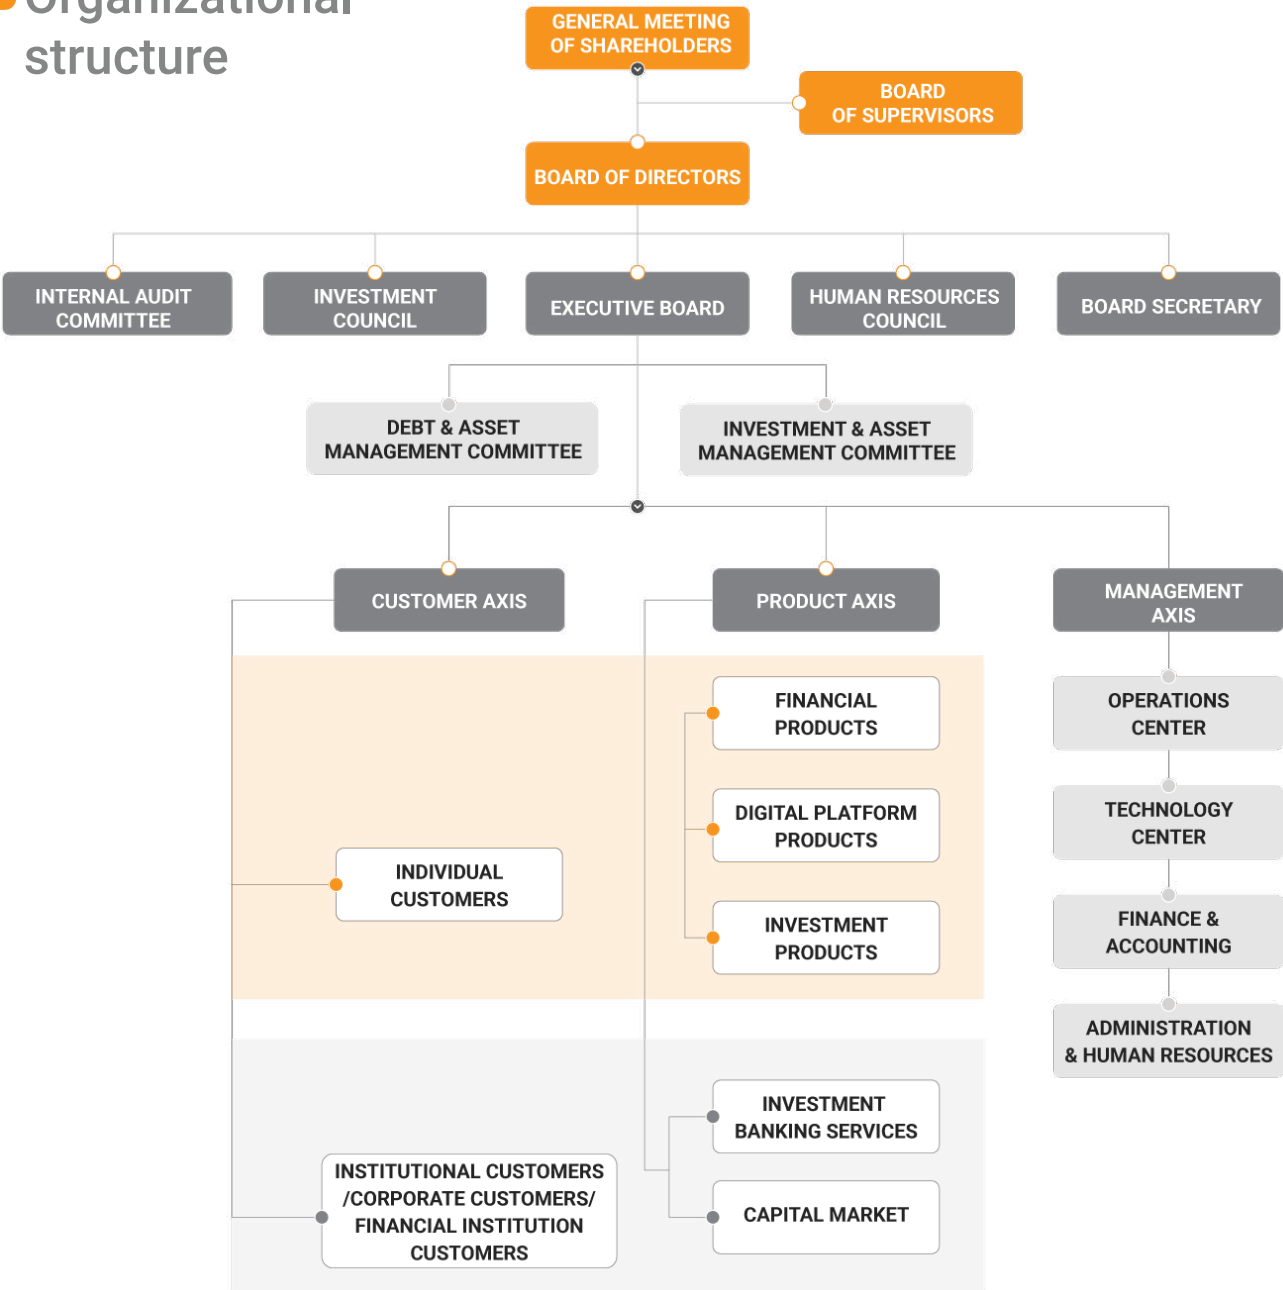 Organizational
structure
GENERAL MEETING
OF SHAREHOLDERS
BOARD
OF SUPERVISORS
BOARD OF DIRECTORS
INTERNAL AUDIT
COMMITTEE
INVESTMENT
COUNCIL
EXECUTIVE BOARD
HUMAN RESOURCES
COUNCIL
BOARD SECRETARY
DEBT & ASSET
MANAGEMENT COMMITTEE
INVESTMENT & ASSET
MANAGEMENT COMMITTEE
CUSTOMER AXIS
PRODUCT AXIS
MANAGEMENT
AXIS
INDIVIDUAL
CUSTOMERS
FINANCIAL
PRODUCTS
DIGITAL PLATFORM
PRODUCTS
INVESTMENT
PRODUCTS
INSTITUTIONAL CUSTOMERS
/CORPORATE CUSTOMERS/
FINANCIAL INSTITUTION
CUSTOMERS
INVESTMENT
BANKING SERVICES
CAPITAL MARKET
OPERATIONS
CENTER
TECHNOLOGY
CENTER
FINANCE &
ACCOUNTING
ADMINISTRATION
& HUMAN RESOURCES